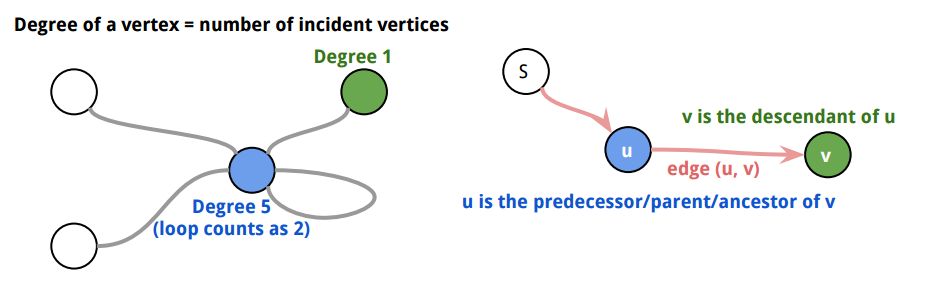 Degree of a vertex = number of incident vertices
Degree 1
Degree 5
(loop counts as 2)
S
u
v
v is the descendant of u
edge (u, v)
u is the predecessor/parent/ancestor of v